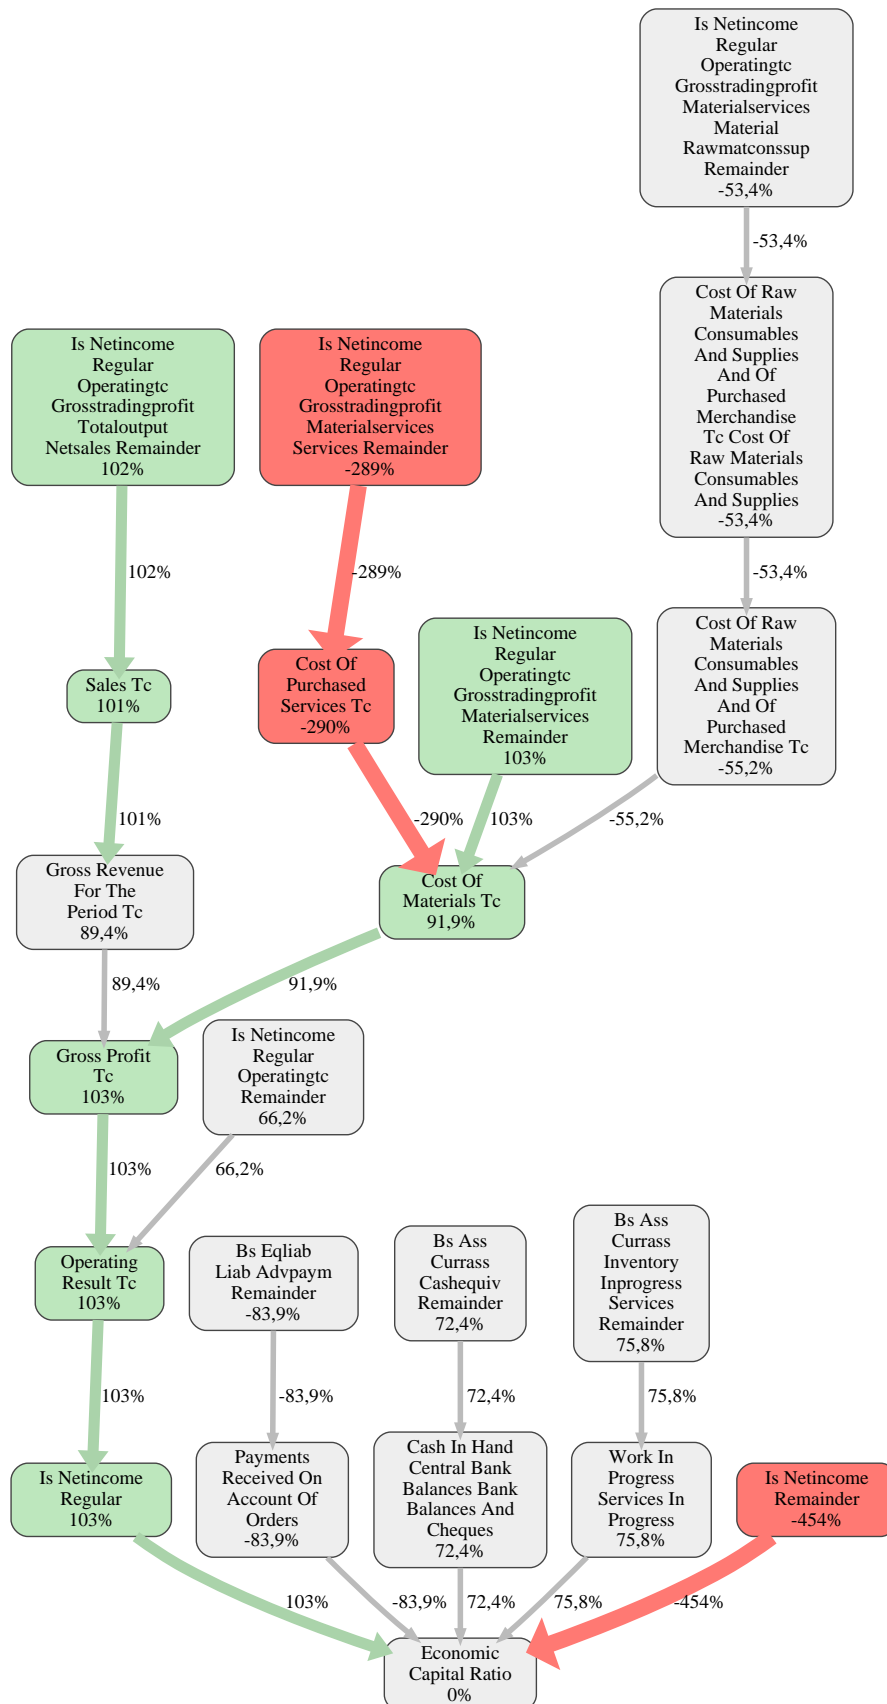 Is Netincome
Regular
Operatingtc
Grosstradingprofit
Materialservices
Material
Rawmatconssup
Remainder
-53,4%
-53,4%
Cost Of Raw
Materials
Consumables
And Supplies
And Of
Purchased
Merchandise
Tc Cost Of
Raw Materials
Consumables
And Supplies
-53,4%
Is Netincome
Regular
Operatingtc
Grosstradingprofit
Totaloutput
Netsales Remainder
102%
Is Netincome
Regular
Operatingtc
Grosstradingprofit
Materialservices
Services Remainder
-289%
102%
-289%
-53,4%
Sales Tc
101%
Cost Of
Purchased
Services Tc
-290%
Is Netincome
Regular
Operatingtc
Grosstradingprofit
Materialservices
Remainder
103%
Cost Of Raw
Materials
Consumables
And Supplies
And Of
Purchased
Merchandise Tc
-55,2%
101%
-290%
103%
-55,2%
Gross Revenue
For The
Period Tc
89,4%
Cost Of
Materials Tc
91,9%
89,4%
91,9%
Gross Profit
Tc
103%
Is Netincome
Regular
Operatingtc
Remainder
66,2%
103%
66,2%
Operating
Result Tc
103%
Bs Eqliab
Liab Advpaym
Remainder
-83,9%
Bs Ass
Currass
Cashequiv
Remainder
72,4%
Bs Ass
Currass
Inventory
Inprogress
Services
Remainder
75,8%
103%
-83,9%
72,4%
75,8%
Is Netincome
Regular
103%
Payments
Received On
Account Of
Orders
-83,9%
Cash In Hand
Central Bank
Balances Bank
Balances And
Cheques
72,4%
Work In
Progress
Services In
Progress
75,8%
Is Netincome
Remainder
-454%
103%
-83,9%
72,4%
75,8%
-454%
Economic
Capital Ratio
0%